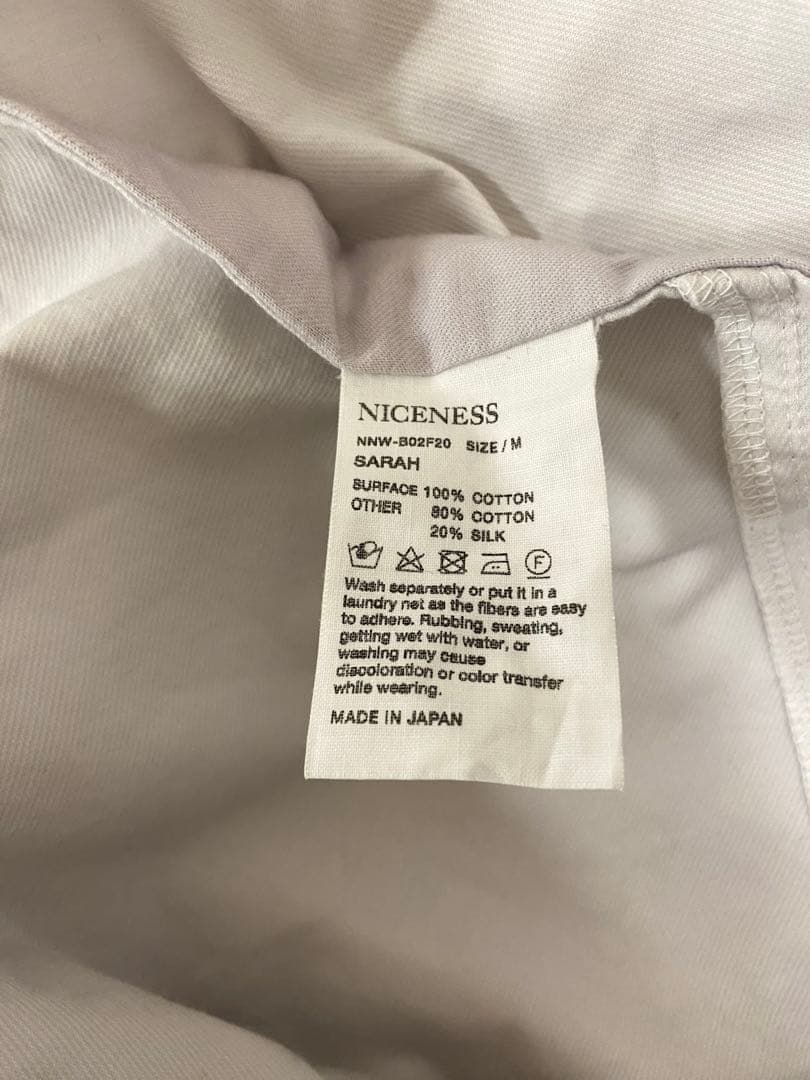 NICENESS
NNW-B02F20 SIZE / M
SARAH
SURFACE 100% COTTON
OTHER 80% COTTON
20% SILK
F
Wash separately or put it in a
laundry net as the fibers are easy
to adhere. Rubbing, sweating,
getting wet with water, or
washing may cause
discoloration or color transfer
while wearing.
MADE IN JAPAN